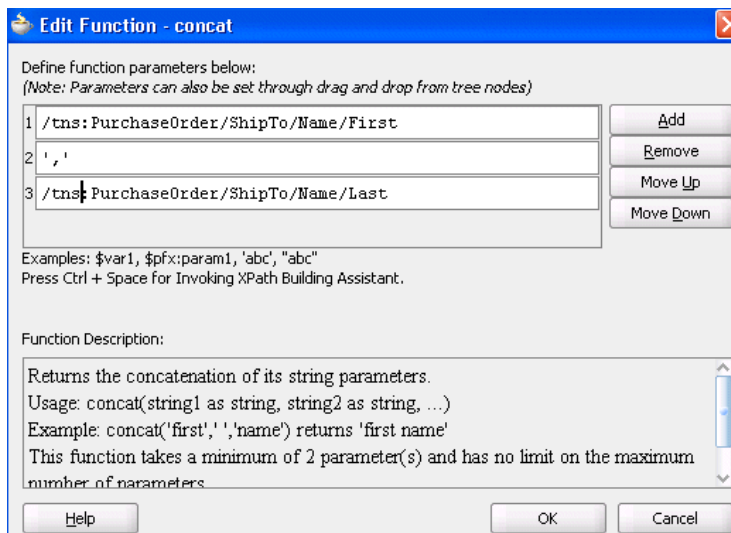 Edit Function - concat
Define function parameters below:
(Note: Parameters can also be set through drag and drop from tree nodes)
1 /tns:PurchaseOrder/ShipTo/Name/First
2 ','
3 /tns:PurchaseOrder/ShipTo/Name/Last
Add
Remove
Move Up
Move Down
Examples: $var1, $pfx:param1, 'abc', "abc"
Press Ctrl + Space for Invoking XPath Building Assistant.
Function Description:
Returns the concatenation of its string parameters.
Usage: concat(string1 as string, string2 as string, ...)
Example: concat('first',' ','name') returns 'first name'
This function takes a minimum of 2 parameter(s) and has no limit on the maximum
number of parameters
Help
OK
Cancel